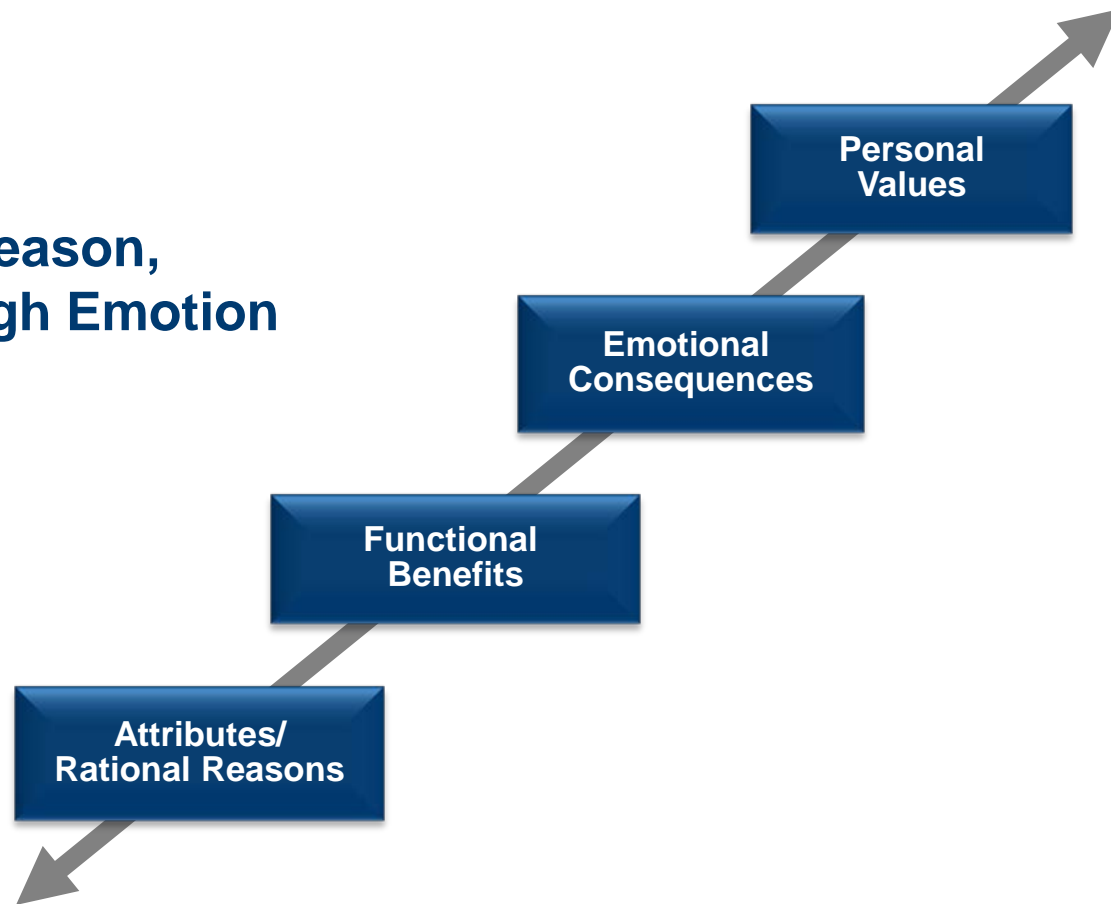 Personal
Values
eason,
gh Emotion
Emotional
Consequences
Functional
Benefits
Attributes/
Rational Reasons